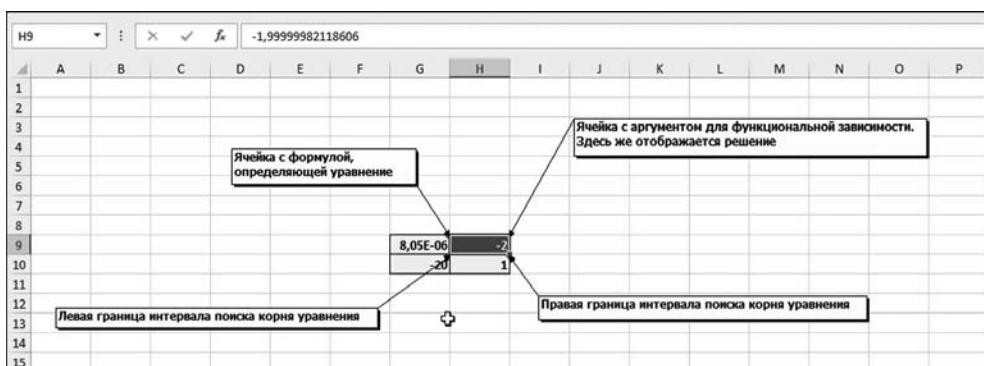 H9 fx -1,99999982118606
A B C D E F G H I J K L M N O P
1
2
3
Ячейка с аргументом для функциональной зависимости.
Здесь же отображается решение
4
Ячейка с формулой,
определяющей уравнение
5
6
7
8
9 8,05E-06 -2
10 -20 1
11
12
Левая граница интервала поиска корня уравнения
Правая граница интервала поиска корня уравнения
13
14
15